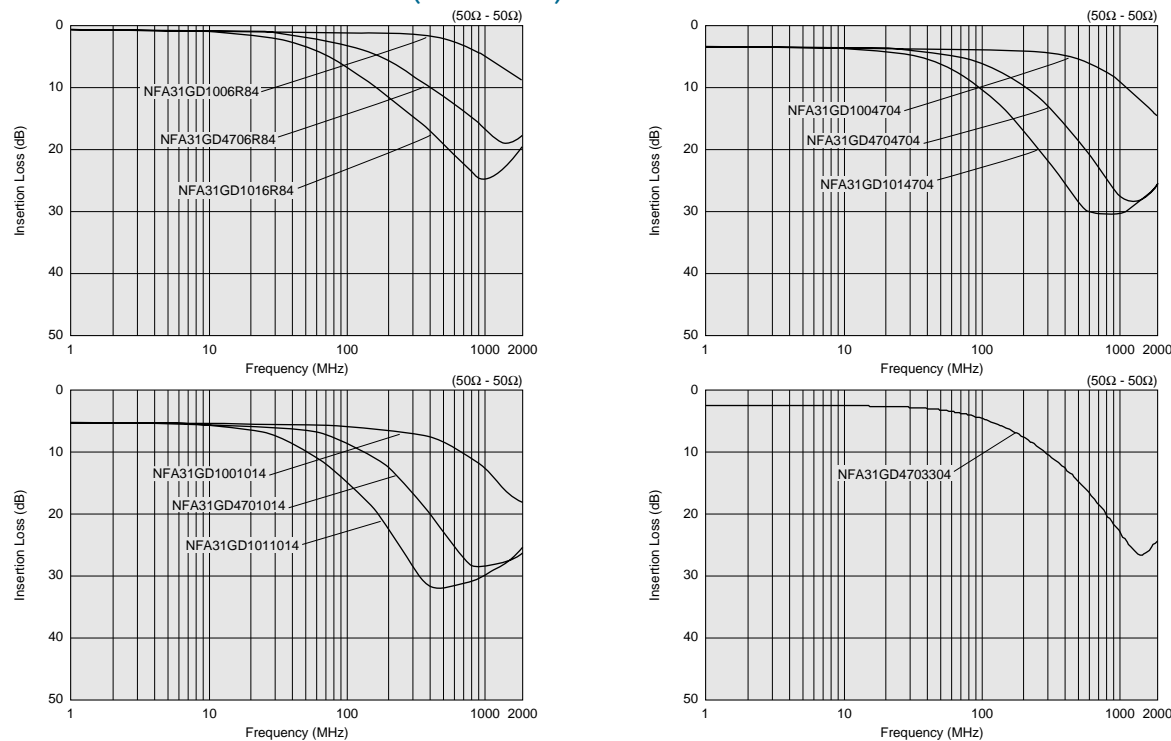 (50Ω - 50Ω)
0
10
20
30
40
50
Insertion Loss (dB)
NFA31GD1006R84
NFA31GD4706R84
NFA31GD1016R84
1 10 100 1000 2000
Frequency (MHz)
(50Ω - 50Ω)
0
10
20
30
40
50
Insertion Loss (dB)
NFA31GD1004704
NFA31GD4704704
NFA31GD1014704
1 10 100 1000 2000
Frequency (MHz)
(50Ω - 50Ω)
0
10
20
30
40
50
Insertion Loss (dB)
NFA31GD1001014
NFA31GD4701014
NFA31GD1011014
1 10 100 1000 2000
Frequency (MHz)
(50Ω - 50Ω)
0
10
20
30
40
50
Insertion Loss (dB)
NFA31GD4703304
1 10 100 1000 2000
Frequency (MHz)